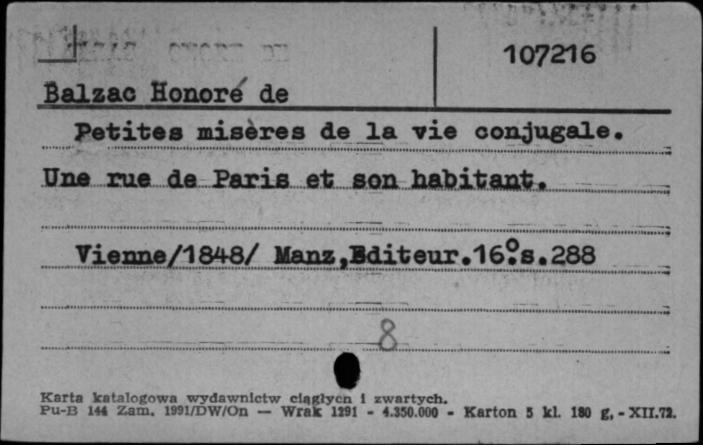 107216
Balzac Honoré de
Petites misères de la vie conjugale.
Une rue de Paris et son habitant.
Vienne/1848/ Manz,Editeur.16°.s.288
8
Karta katalogowa wydawnictw ciągłych i zwartych.
Pu-B 144 Zam. 1991/DW/On — Wrak 1291 - 4.350.000 - Karton 5 kl. 180 g. - XII.72.